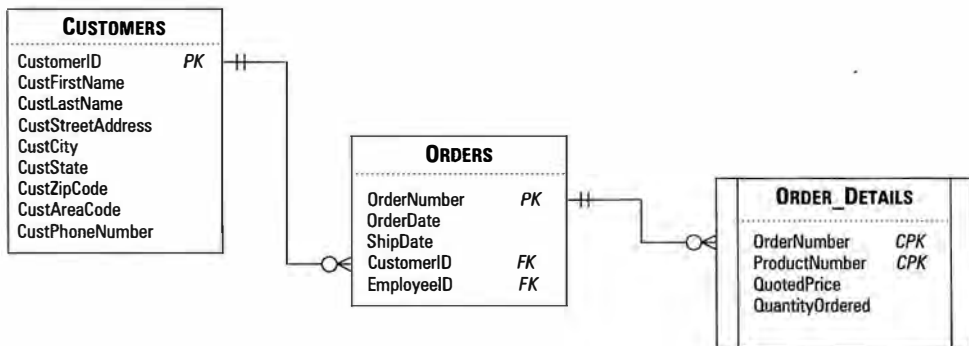 CUSTOMERS
CustomerID PK
CustFirstName
CustLastName
CustStreetAddress
CustCity
CustState
CustZipCode
CustAreaCode
CustPhoneNumber
ORDERS
OrderNumber PK
OrderDate
ShipDate
CustomerID FK
EmployeeID FK
ORDER_DETAILS
OrderNumber CPK
ProductNumber CPK
QuotedPrice
QuantityOrdered